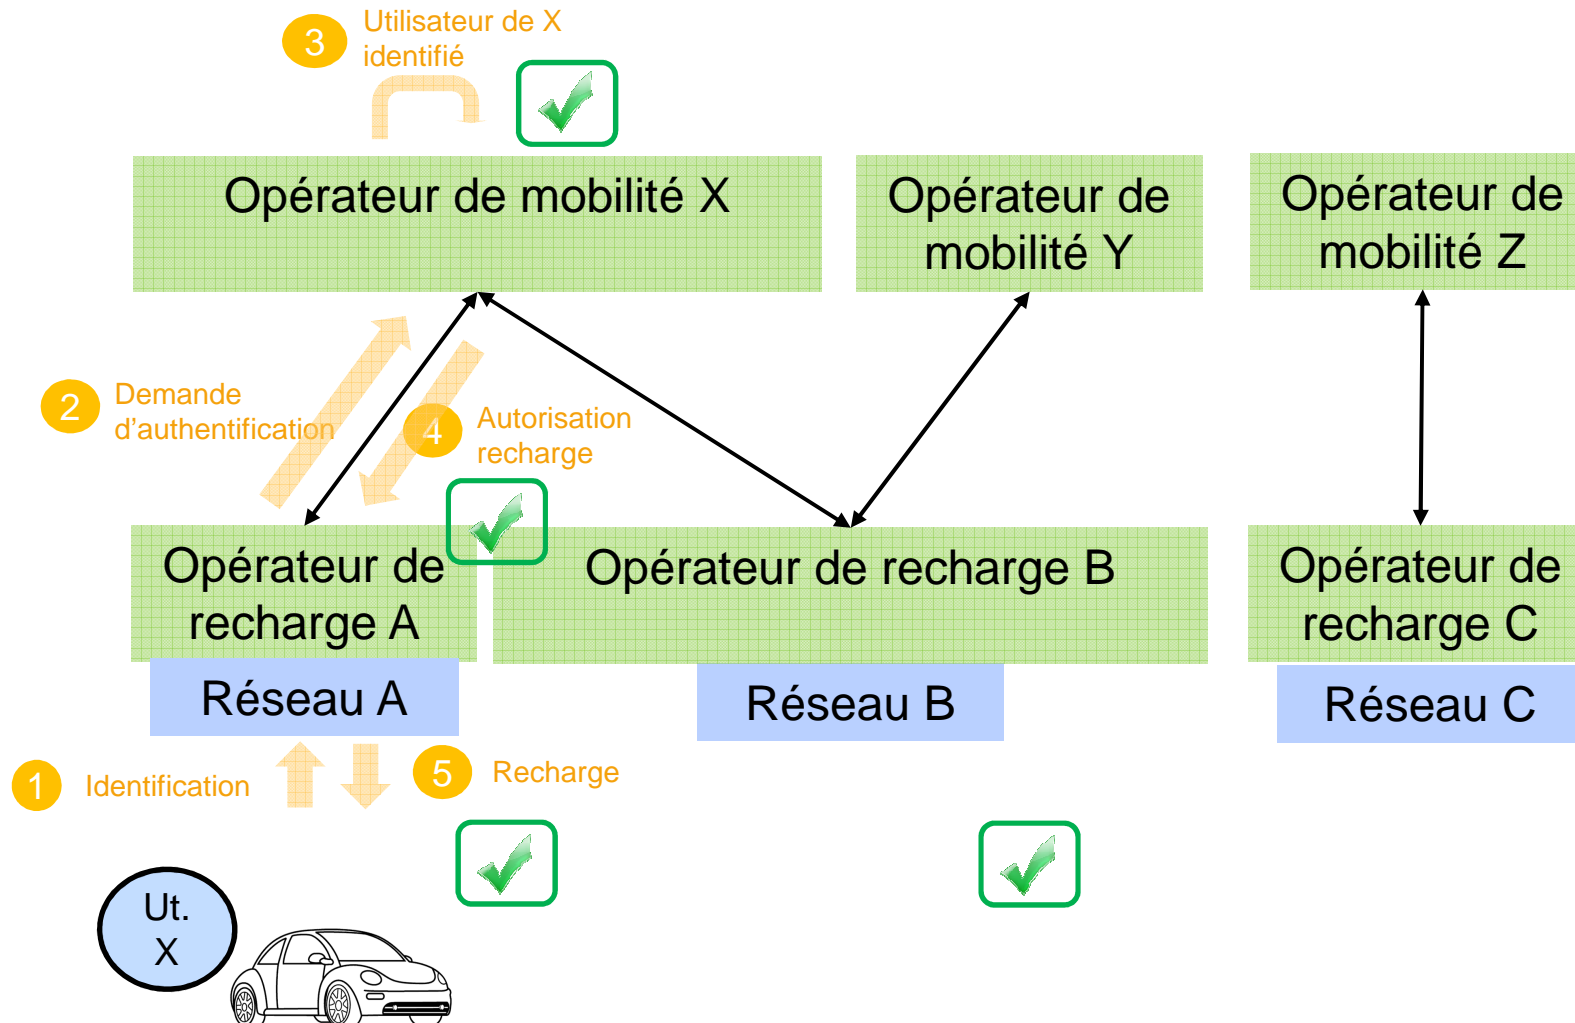 3
Utilisateur de X
identifié
Opérateur de mobilité X
Opérateur de
mobilité Y
Opérateur de
mobilité Z
2
Demande
d'authentification
4
Autorisation
recharge
Opérateur de
recharge A
Opérateur de recharge B
Opérateur de
recharge C
Réseau A
Réseau B
Réseau C
1
Identification
5
Recharge
Ut.
X